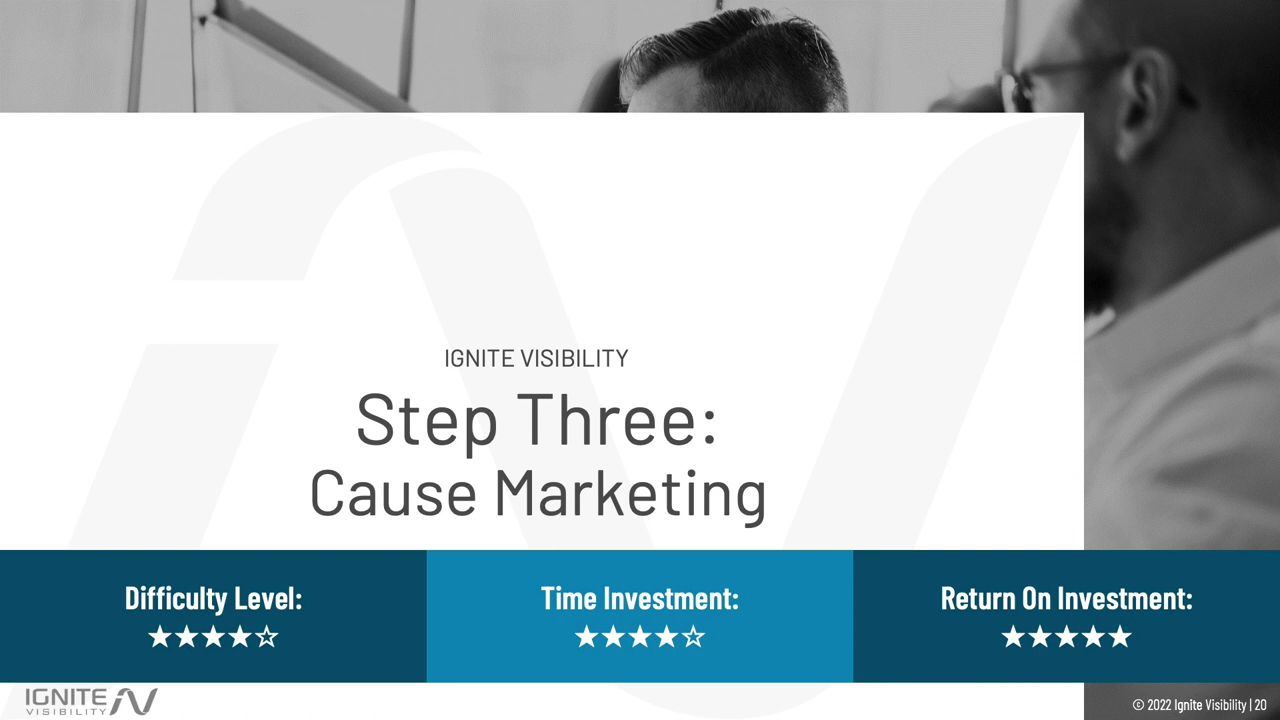 IGNITE VISIBILITY
Step Three:
Cause Marketing
Difficulty Level:
★★★★☆
Time Investment:
★★★★☆
Return On Investment:
★★★★★
IGNITE
VISIBILITY
© 2022 Ignite Visibility | 20